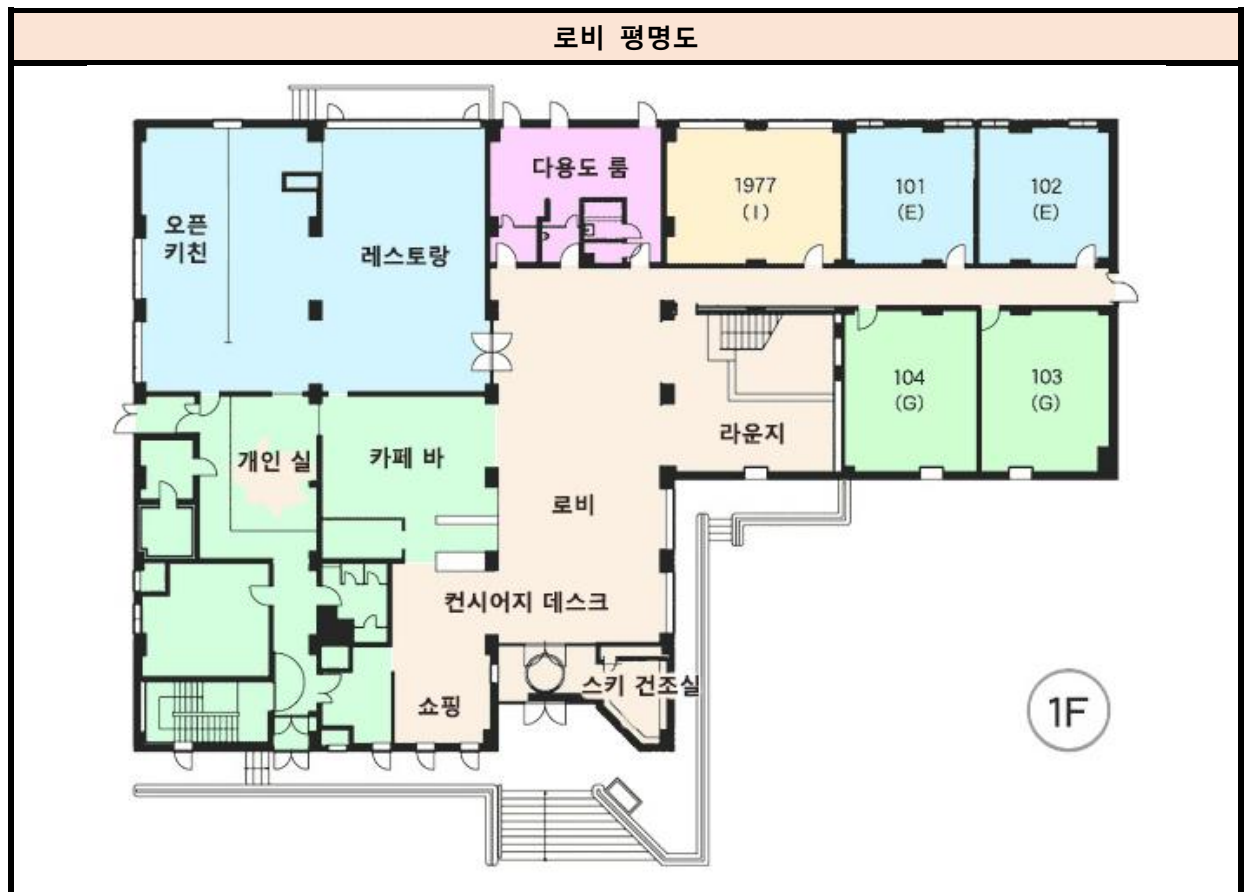 로비 평명도
다용도 룸
1977
(I)
101
(E)
102
(E)
오픈
키친
레스토랑
104
(G)
103
(G)
라운지
개인 실
카페 바
로비
컨시어지 데스크
스키 건조실
쇼핑
1F